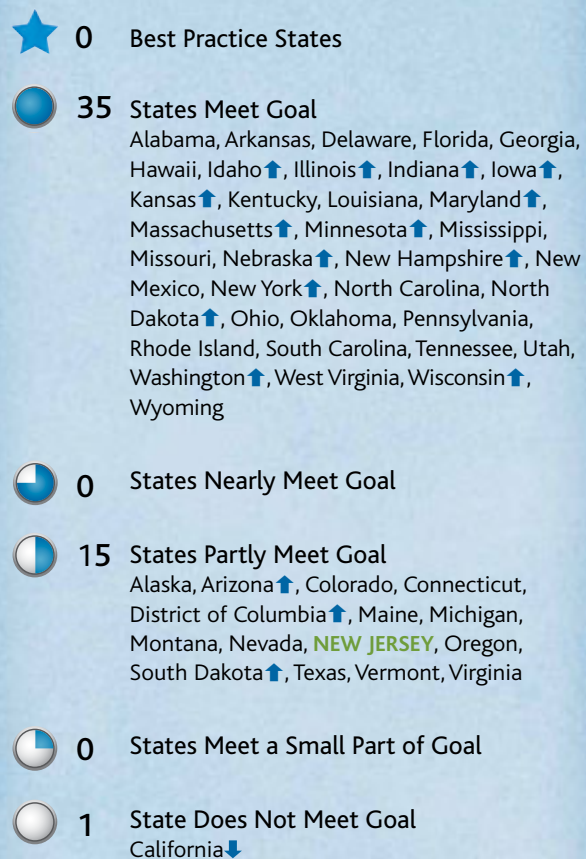 0 Best Practice States
35 States Meet Goal
Alabama, Arkansas, Delaware, Florida, Georgia,
Hawaii, Idaho⬆, Illinois⬆, Indiana⬆, Iowa⬆,
Kansas⬆, Kentucky, Louisiana, Maryland⬆,
Massachusetts⬆, Minnesota⬆, Mississippi,
Missouri, Nebraska⬆, New Hampshire⬆, New
Mexico, New York⬆, North Carolina, North
Dakota⬆, Ohio, Oklahoma, Pennsylvania,
Rhode Island, South Carolina, Tennessee, Utah,
Washington⬆, West Virginia, Wisconsin⬆,
Wyoming
0 States Nearly Meet Goal
15 States Partly Meet Goal
Alaska, Arizona⬆, Colorado, Connecticut,
District of Columbia⬆, Maine, Michigan,
Montana, Nevada, NEW JERSEY, Oregon,
South Dakota⬆, Texas, Vermont, Virginia
0 States Meet a Small Part of Goal
1 State Does Not Meet Goal
California⬇